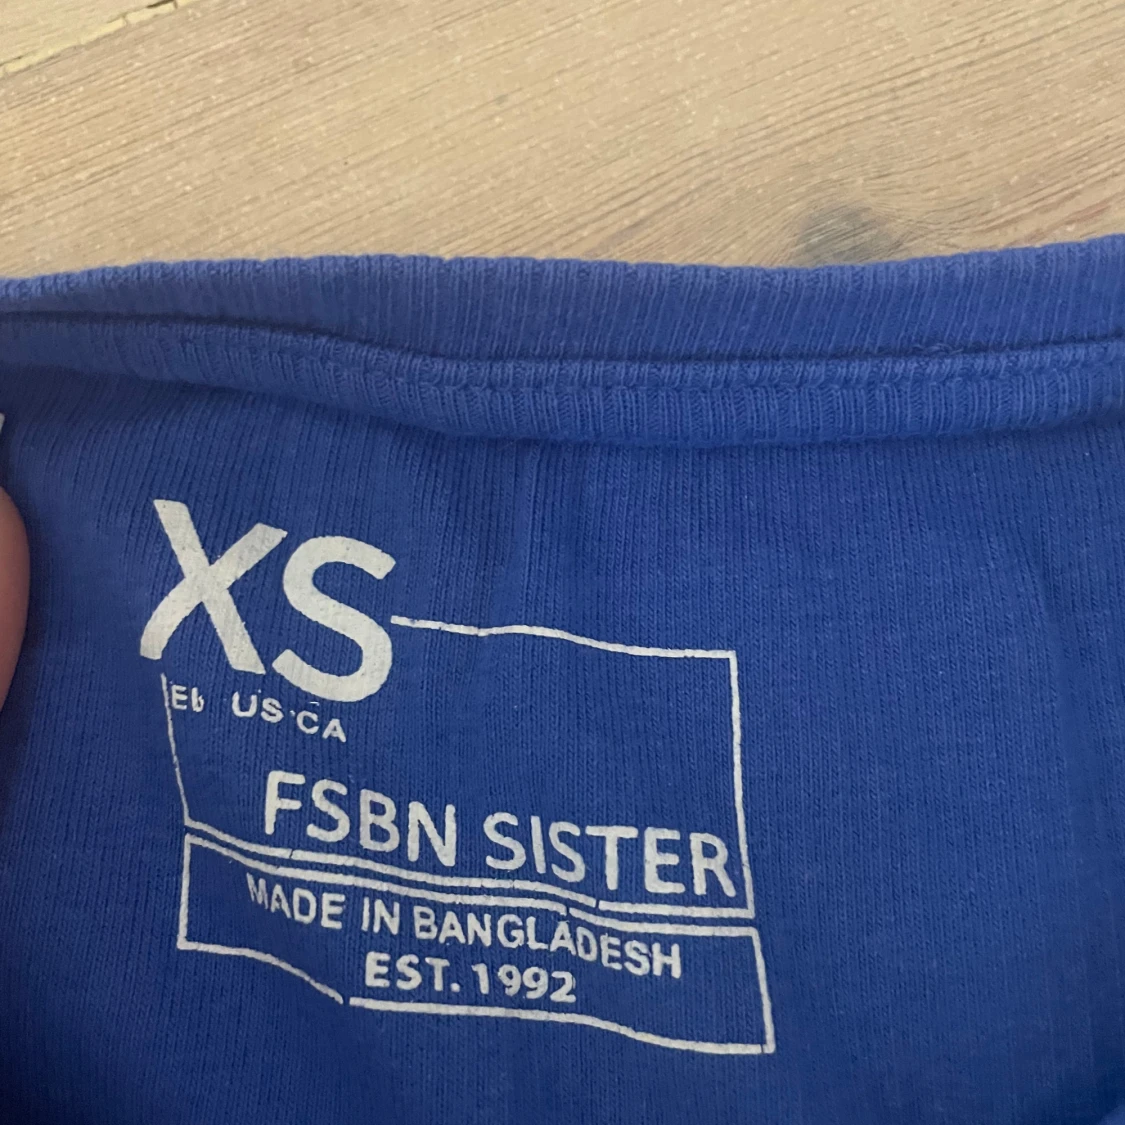 XS
US CA
FSBN SISTER
MADE IN BANGLADESH
EST. 1992